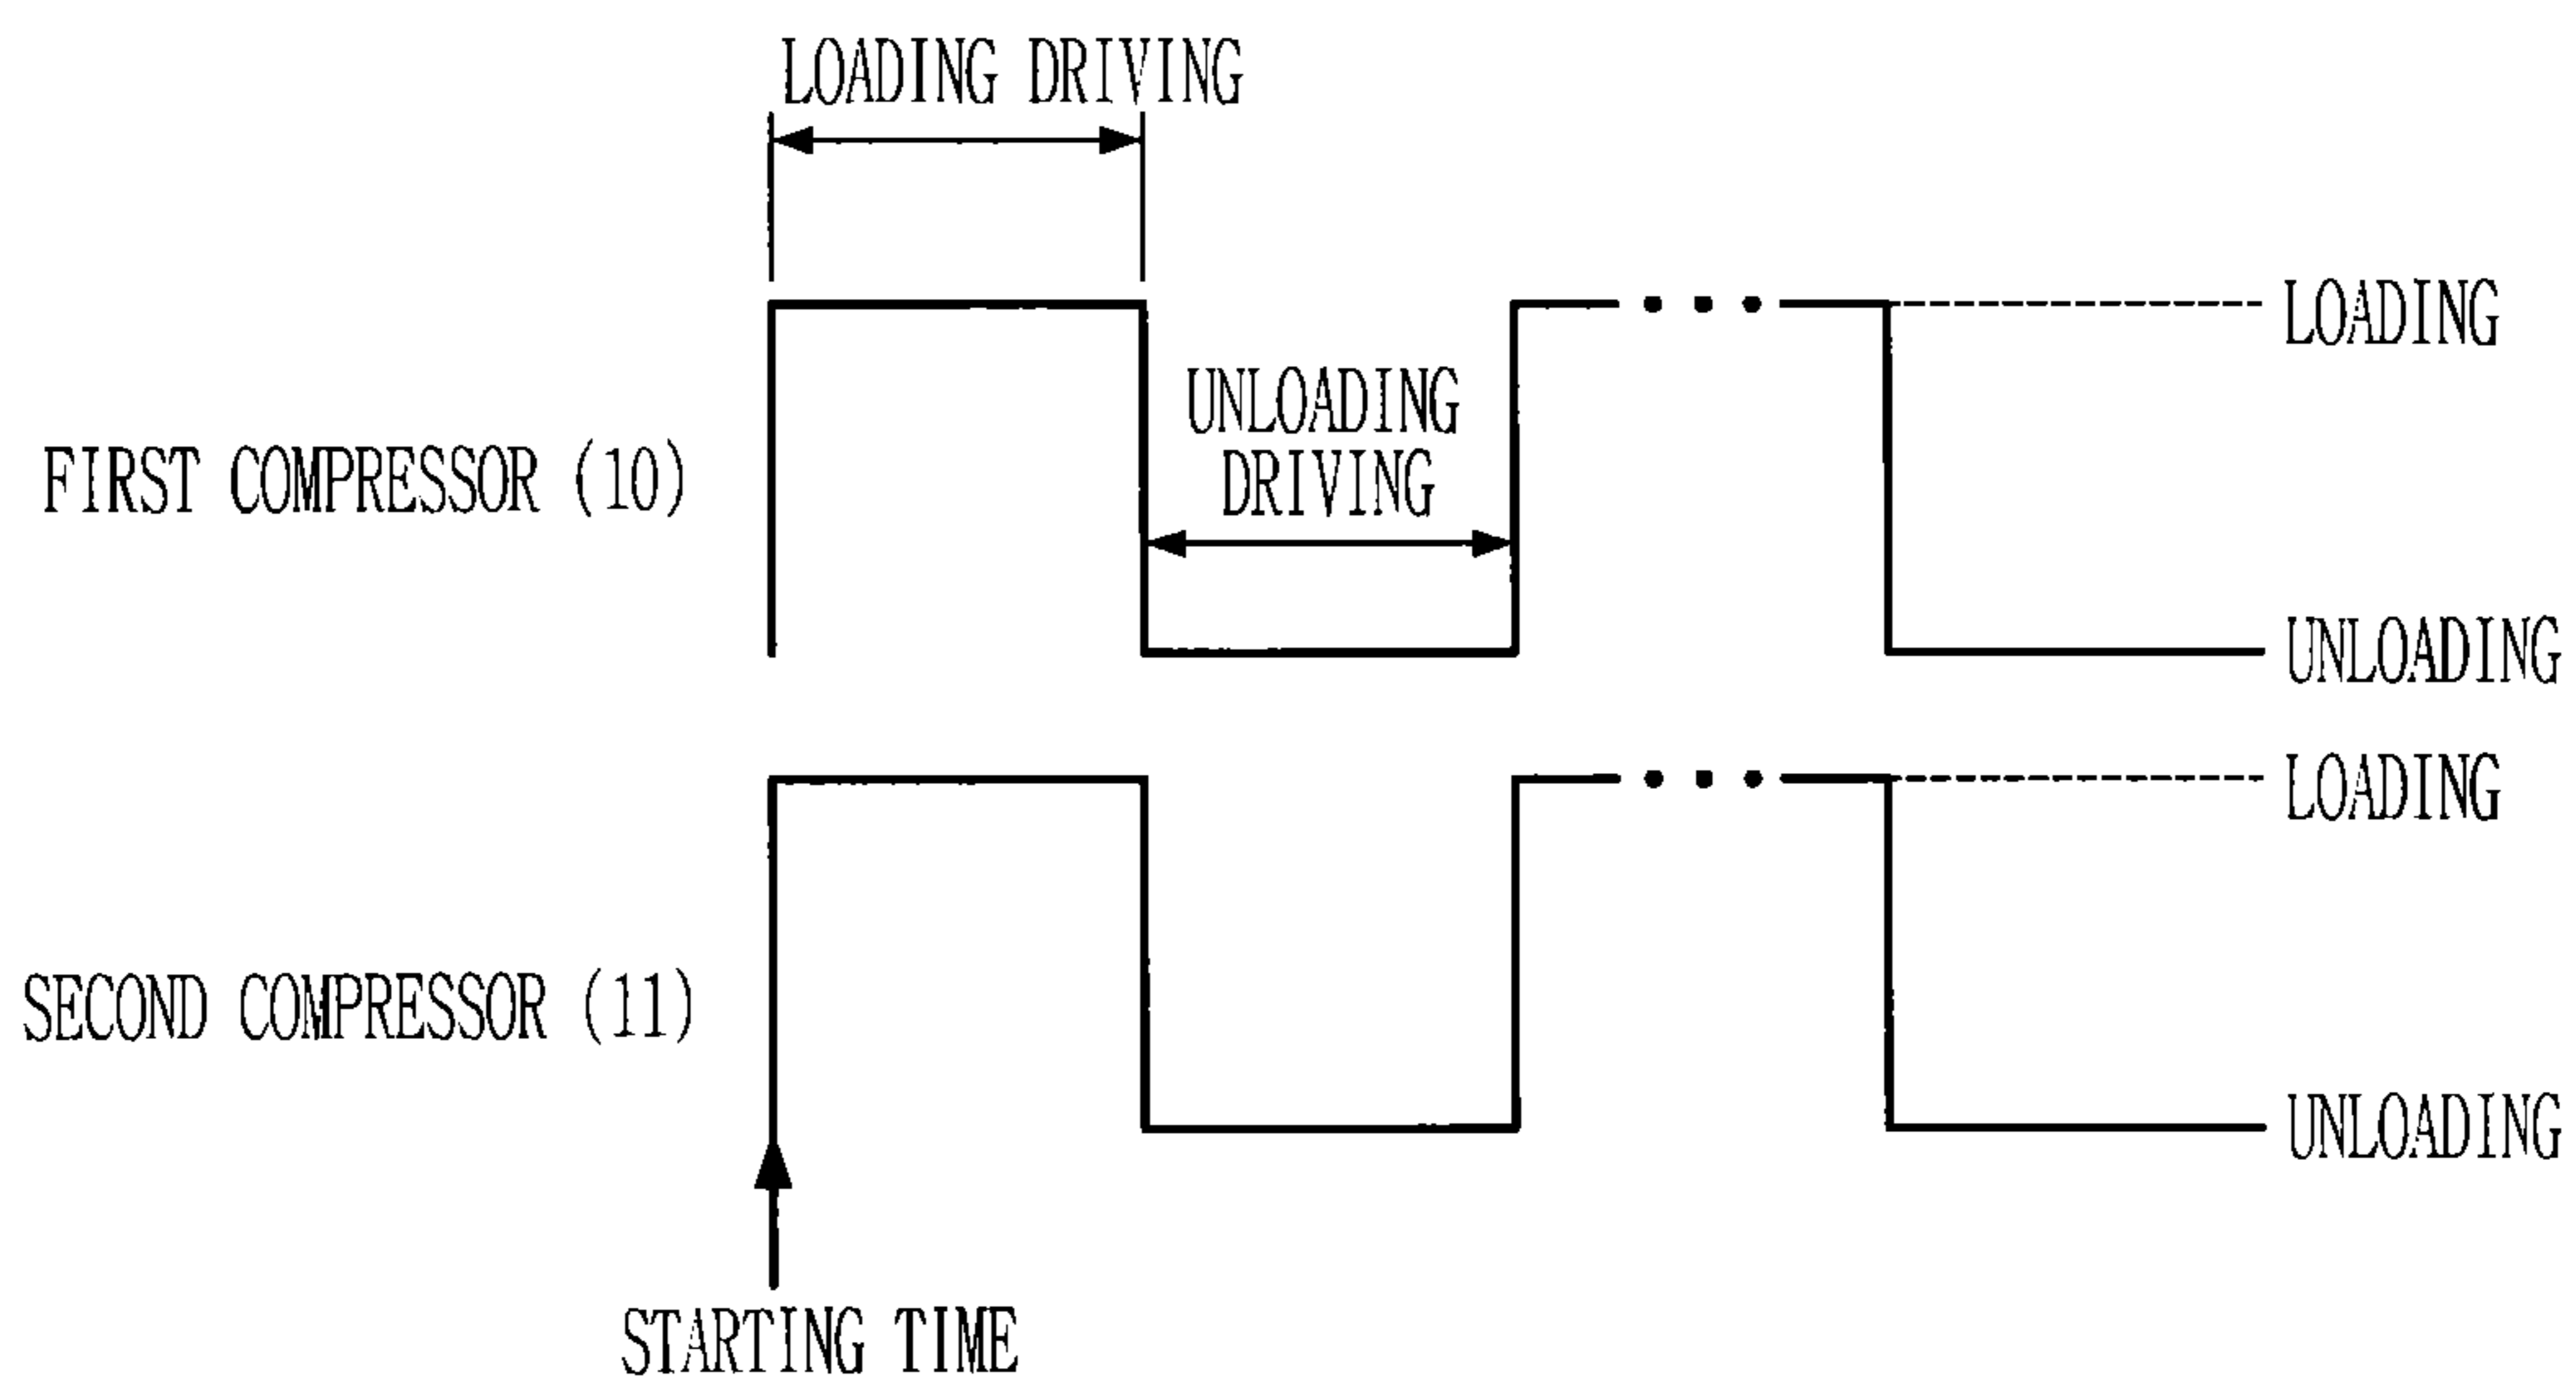 LOADING DRIVING
LOADING
UNLOADING
DRIVING
FIRST COMPRESSOR (10)
UNLOADING
LOADING
SECOND COMPRESSOR (11)
UNLOADING
STARTING TIME